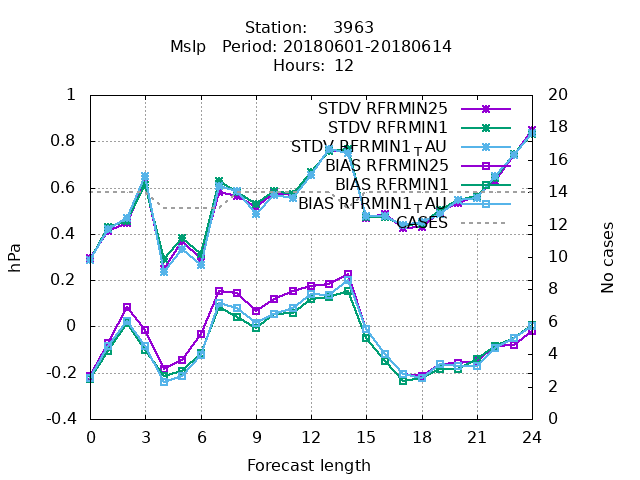 Station: 3963
Mslp Period: 20180601-20180614
Hours: 12
1
0.8
0.6
0.4
0.2
0
-0.2
-0.4
hPa
20
18
16
14
12
10
8
6
4
2
0
No cases
STDV RFRMIN25
STDV RFRMIN1
STDV RFRMIN1_TAU
BIAS RFRMIN25
BIAS RFRMIN1
BIAS RFRMIN1_TAU
CASES
0 3 6 9 12 15 18 21 24
Forecast length